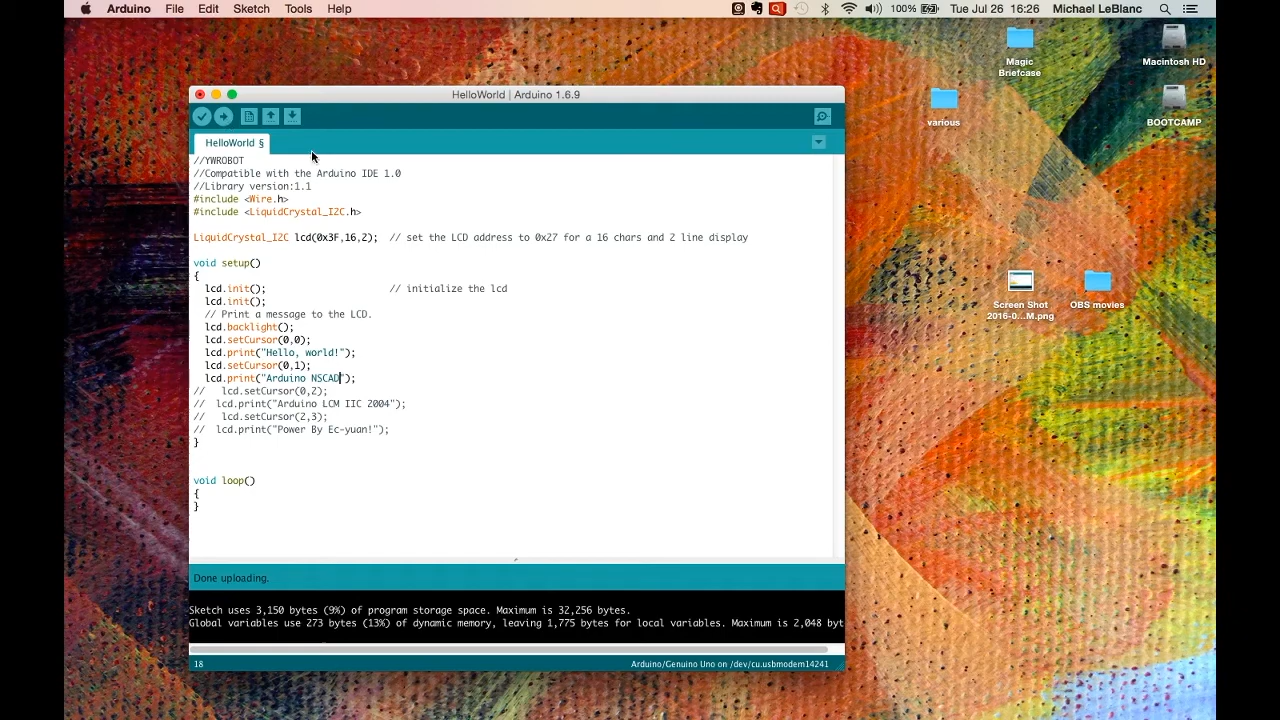 Arduino File Edit Sketch Tools Help 100% Tue Jul 26 16:26 Michael LeBlanc
Magic Briefcase
Macintosh HD
various
BOOTCAMP
Screen Shot
2016-0...M.png
OBS movies
HelloWorld | Arduino 1.6.9
HelloWorld §
//YWROBOT
//Compatible with the Arduino IDE 1.0
//Library version:1.1
#include <Wire.h>
#include <LiquidCrystal_I2C.h>
LiquidCrystal_I2C lcd(0x3F,16,2);  // set the LCD address to 0x27 for a 16 chars and 2 line display
void setup()
{
  lcd.init();                      // initialize the lcd
  lcd.init();
  // Print a message to the LCD.
  lcd.backlight();
  lcd.setCursor(0,0);
  lcd.print("Hello, world!");
  lcd.setCursor(0,1);
  lcd.print("Arduino NSCAD");
//   lcd.setCursor(0,2);
//  lcd.print("Arduino LCM IIC 2004");
//   lcd.setCursor(2,3);
//  lcd.print("Power By Ec-yuan!");
}
void loop()
{
}
Done uploading.
Sketch uses 3,150 bytes (9%) of program storage space. Maximum is 32,256 bytes.
Global variables use 273 bytes (13%) of dynamic memory, leaving 1,775 bytes for local variables. Maximum is 2,048 byt
18 Arduino/Genuino Uno on /dev/cu.usbmodem14241